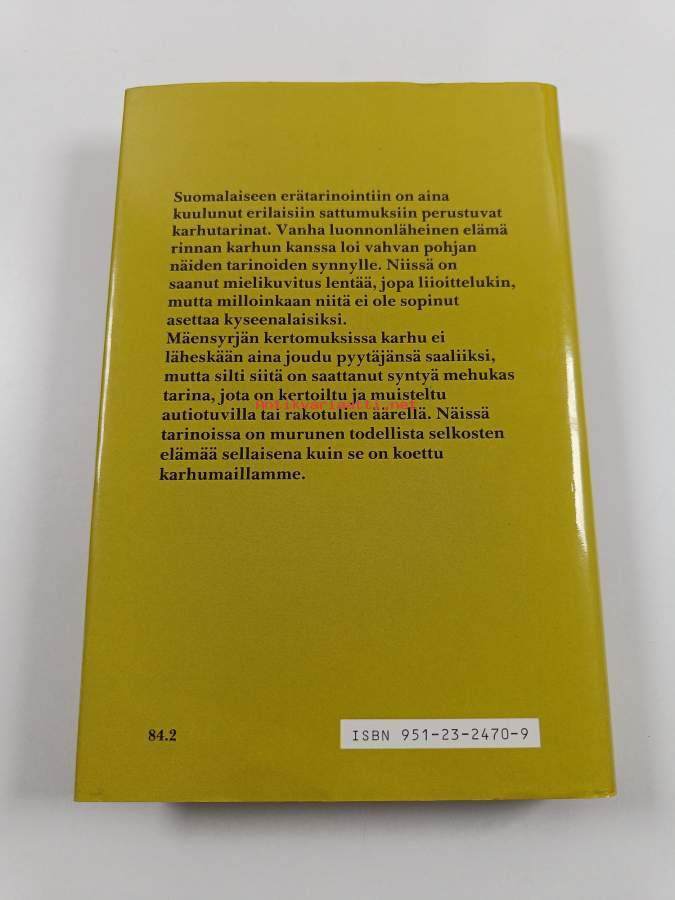 Suomalaiseen erätarinointiin on aina
kuulunut erilaisiin sattumuksiin perustuvat
karhutarinat. Vanha luonnonläheinen elämä
rinnan karhun kanssa loi vahvan pohjan
näiden tarinoiden synnylle. Niissä on
saanut mielikuvitus lentää, jopa liioittelukin,
mutta milloinkaan niitä ei ole sopinut
asettaa kyseenalaisiksi.
Mäensyrjän kertomuksissa karhu ei
läheskään aina joudu pyytäjänsä saaliiksi,
mutta silti siitä on saattanut syntyä mehukas
tarina, jota on kertoiltu ja muisteltu
Antikvariaatti.net
autiotuvilla tai rakotulien äärellä. Näissä
tarinoissa on murunen todellista selkosten
elämää sellaisena kuin se on koettu
karhumaillamme.
84.2
ISBN 951-23-2470-9